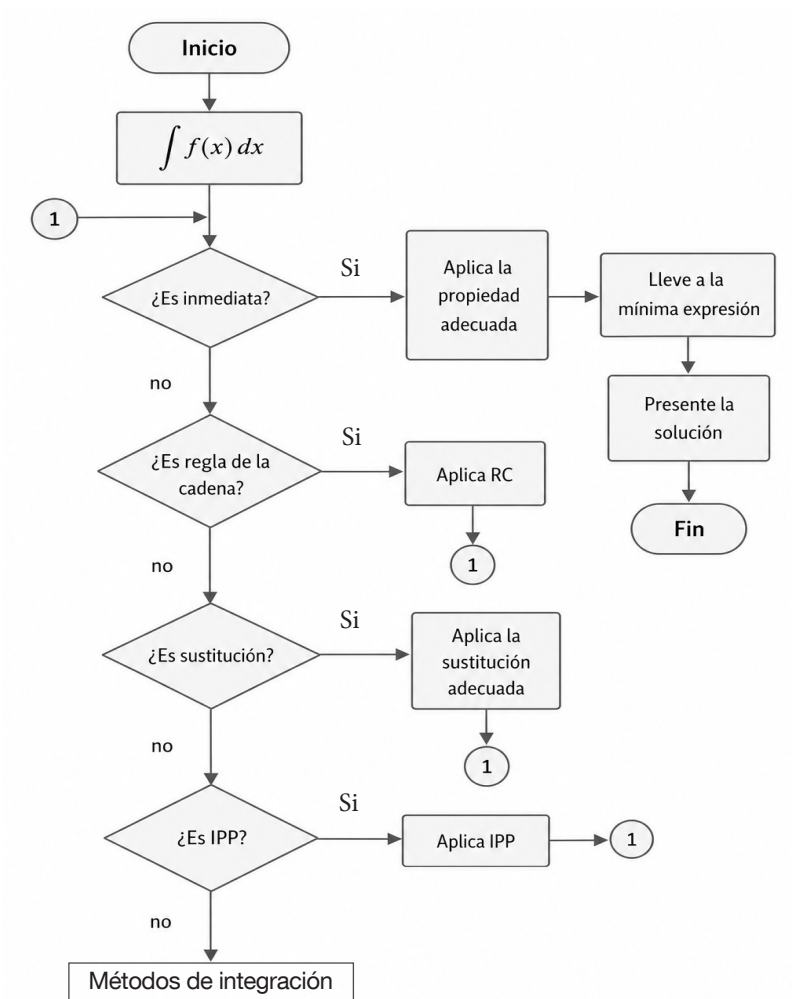 Inicio
∫ f(x) dx
1
¿Es inmediata?
Si
Aplica la
propiedad
adecuada
Lleve a la
mínima expresión
Presente la
solución
Fin
no
¿Es regla de la
cadena?
Si
Aplica RC
1
no
¿Es sustitución?
Si
Aplica la
sustitución
adecuada
1
no
¿Es IPP?
Si
Aplica IPP
1
no
Métodos de integración